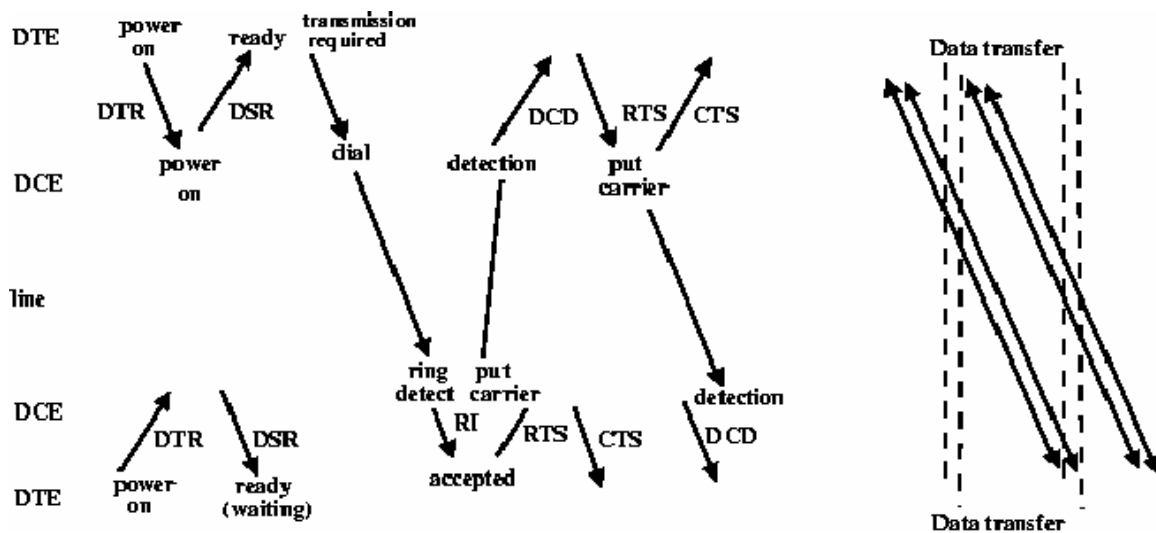 DTE
power
on
ready
transmission
required
Data transfer
DTR
DSR
DCD
RTS
CTS
dial
detection
put
carrier
DCE
power
on
line
ring
detect
put
carrier
detection
DCE
RI
RTS
CTS
DCD
DTR
DSR
accepted
DTE
power
on
ready
(waiting)
Data transfer